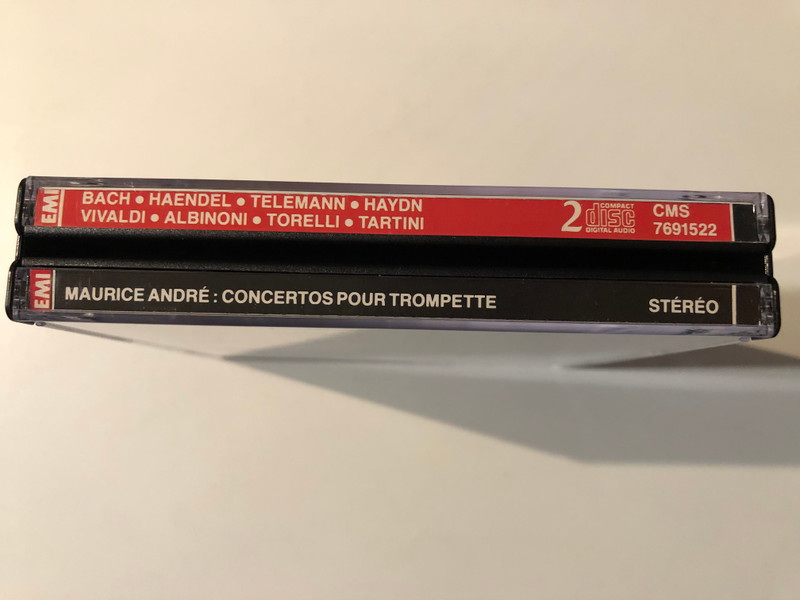 EMI
BACH • HAENDEL • TELEMANN • HAYDN
VIVALDI • ALBINONI • TORELLI • TARTINI
2
COMPACT
disc
DIGITAL AUDIO
CMS
7691522
EMI
MAURICE ANDRÉ : CONCERTOS POUR TROMPETTE
STÉRÉO